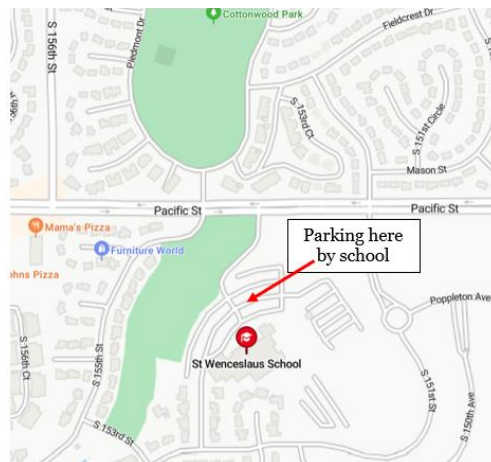 Cottonwood Park
Fieldcrest Dr
Piedmont Dr
S 156th St
S 153rd Ct
S 151st Circle
Mason St
Pacific St
Pacific St
Mama's Pizza
Furniture World
ohns Pizza
Parking here
by school
Poppleton Ave
St Wenceslaus School
S 156th Ct
S 155th St
S 153rd St
S 151st St
S 150th Ave